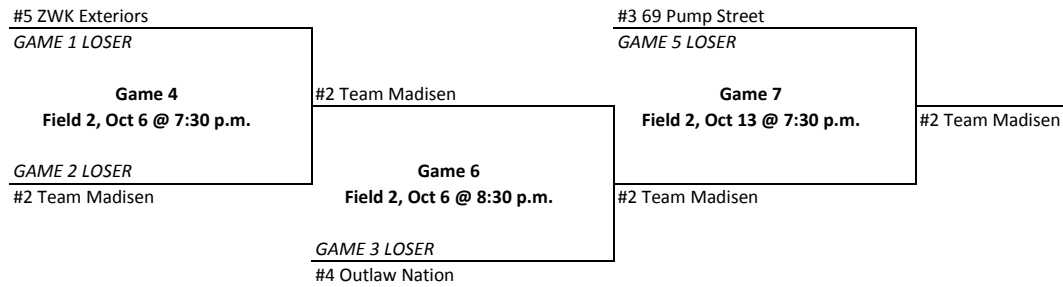 #5 ZWK Exteriors
GAME 1 LOSER
Game 4
Field 2, Oct 6 @ 7:30 p.m.
GAME 2 LOSER
#2 Team Madisen
#2 Team Madisen
Game 6
Field 2, Oct 6 @ 8:30 p.m.
GAME 3 LOSER
#4 Outlaw Nation
#3 69 Pump Street
GAME 5 LOSER
Game 7
Field 2, Oct 13 @ 7:30 p.m.
#2 Team Madisen
#2 Team Madisen